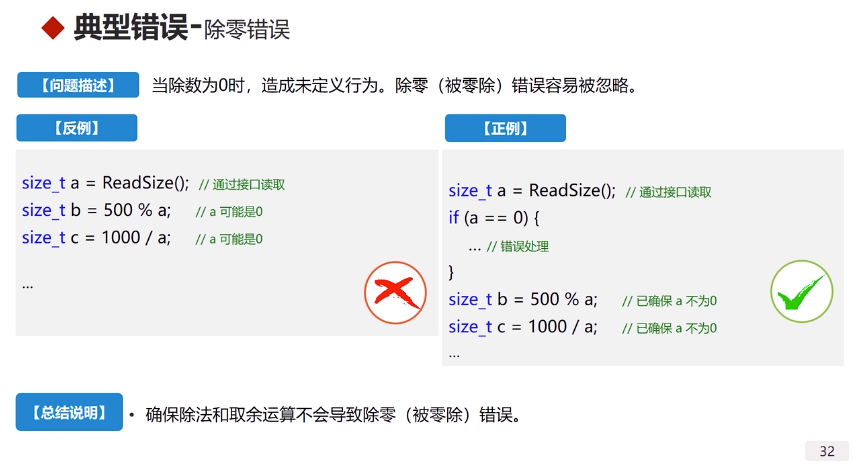 典型错误-除零错误
【问题描述】 当除数为0时，造成未定义行为。除零（被零除）错误容易被忽略。
【反例】
size_t a = ReadSize(); // 通过接口读取
size_t b = 500 % a; // a 可能是0
size_t c = 1000 / a; // a 可能是0
...
【正例】
size_t a = ReadSize(); // 通过接口读取
if (a == 0) {
... // 错误处理
}
size_t b = 500 % a; // 已确保 a 不为0
size_t c = 1000 / a; // 已确保 a 不为0
...
【总结说明】 • 确保除法和取余运算不会导致除零（被零除）错误。
32